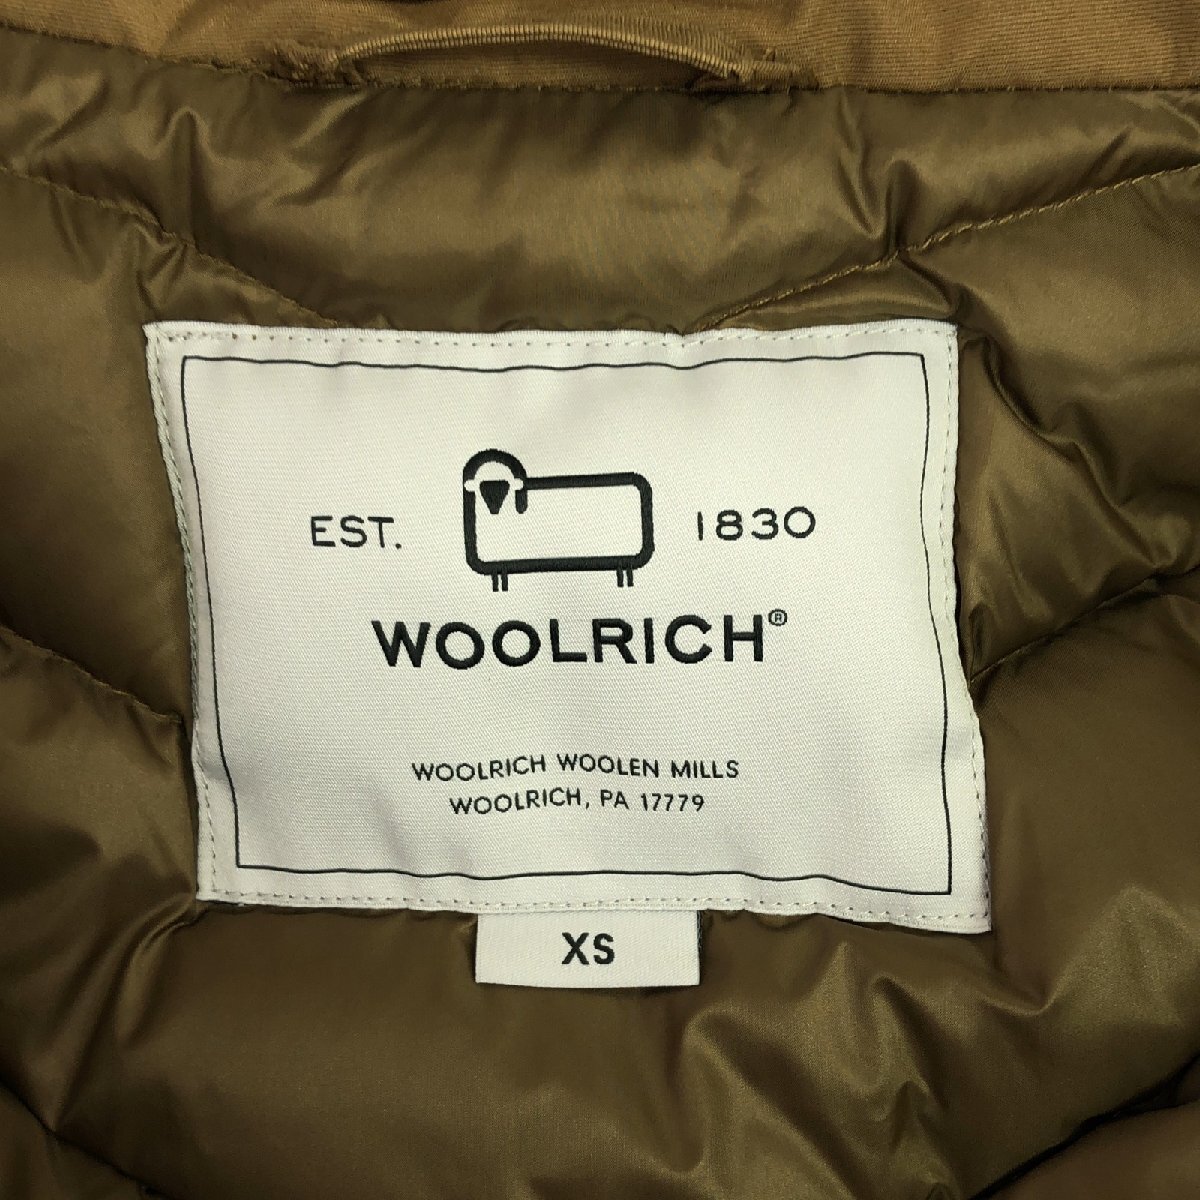 EST. 1830
WOOLRICH®
WOOLRICH WOOLEN MILLS
WOOLRICH, PA 17779
XS